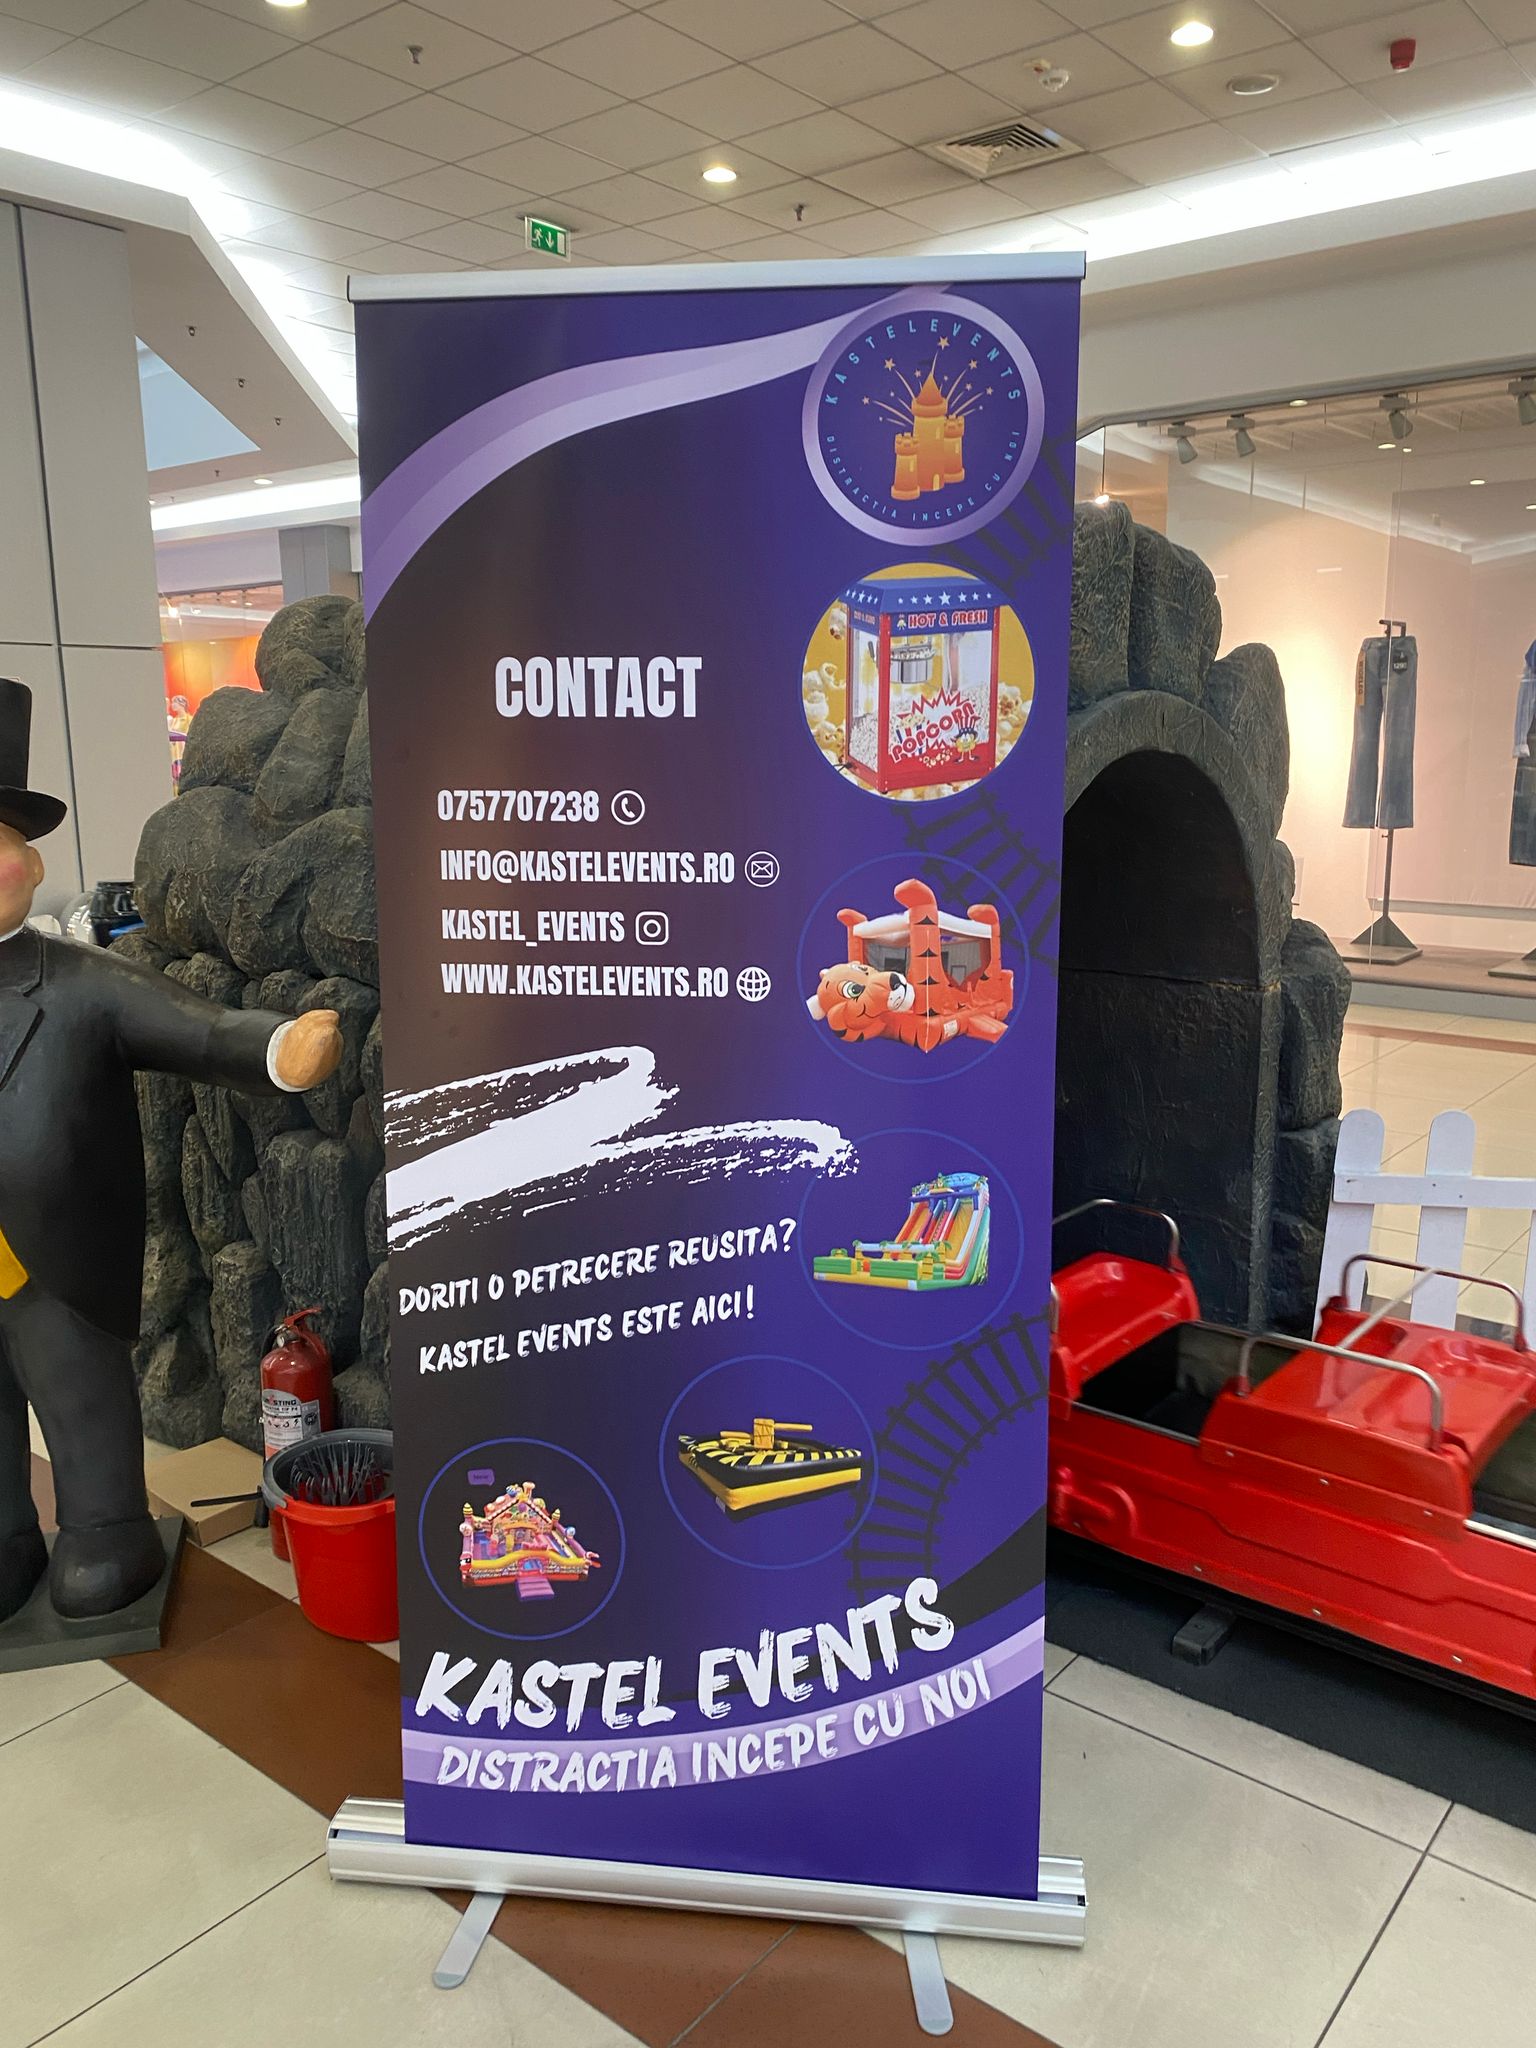 KASTELEVENTS
DISTRACTIA INCEPE CU NOI
HOT & FRESH
POPCORN
CONTACT
0757707238
INFO@KASTELEVENTS.RO
KASTEL_EVENTS
WWW.KASTELEVENTS.RO
DORITI O PETRECERE REUSITA?
KASTEL EVENTS ESTE AICI!
New
KASTEL EVENTS
DISTRACTIA INCEPE CU NOI